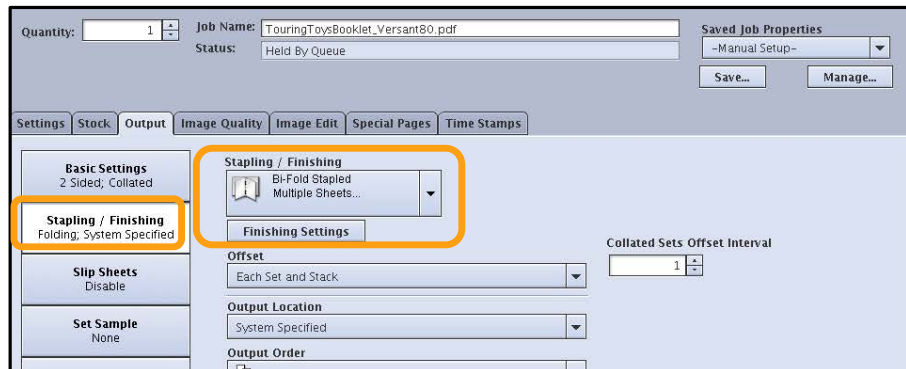 Quantity: 1
Job Name: TouringToysBooklet_Versant80.pdf
Status: Held By Queue
Saved Job Properties
-Manual Setup-
Save... Manage...
Settings Stock Output Image Quality Image Edit Special Pages Time Stamps
Basic Settings
2 Sided; Collated
Stapling / Finishing
Folding; System Specified
Slip Sheets
Disable
Set Sample
None
Stapling / Finishing
Bi-Fold Stapled
Multiple Sheets...
Finishing Settings
Offset
Each Set and Stack
Output Location
System Specified
Output Order
Collated Sets Offset Interval
1